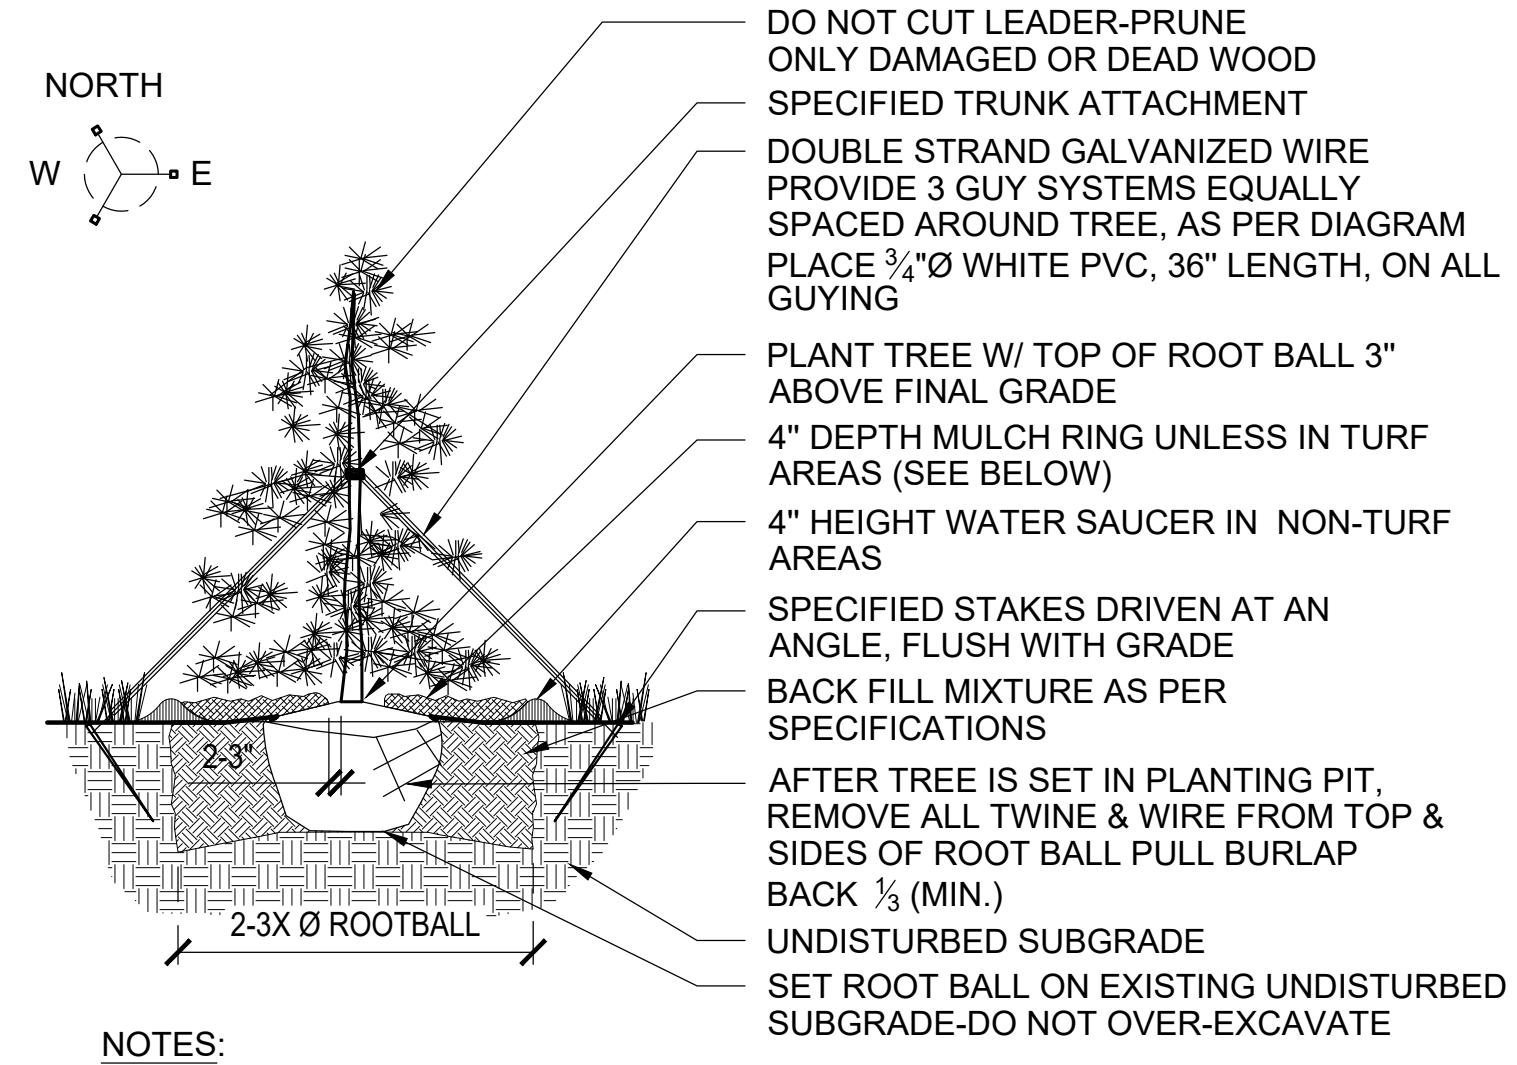 DO NOT CUT LEADER-PRUNE
ONLY DAMAGED OR DEAD WOOD
NORTH
SPECIFIED TRUNK ATTACHMENT
DOUBLE STRAND GALVANIZED WIRE
PROVIDE 3 GUY SYSTEMS EQUALLY
SPACED AROUND TREE, AS PER DIAGRAM
PLACE ¾"Ø WHITE PVC, 36" LENGTH, ON ALL
GUYING
W E
PLANT TREE W/ TOP OF ROOT BALL 3"
ABOVE FINAL GRADE
4" DEPTH MULCH RING UNLESS IN TURF
AREAS (SEE BELOW)
4" HEIGHT WATER SAUCER IN NON-TURF
AREAS
SPECIFIED STAKES DRIVEN AT AN
ANGLE, FLUSH WITH GRADE
BACK FILL MIXTURE AS PER
SPECIFICATIONS
2-3"
AFTER TREE IS SET IN PLANTING PIT,
REMOVE ALL TWINE & WIRE FROM TOP &
SIDES OF ROOT BALL PULL BURLAP
BACK ⅓ (MIN.)
2-3X Ø ROOTBALL
UNDISTURBED SUBGRADE
SET ROOT BALL ON EXISTING UNDISTURBED
SUBGRADE-DO NOT OVER-EXCAVATE
NOTES: